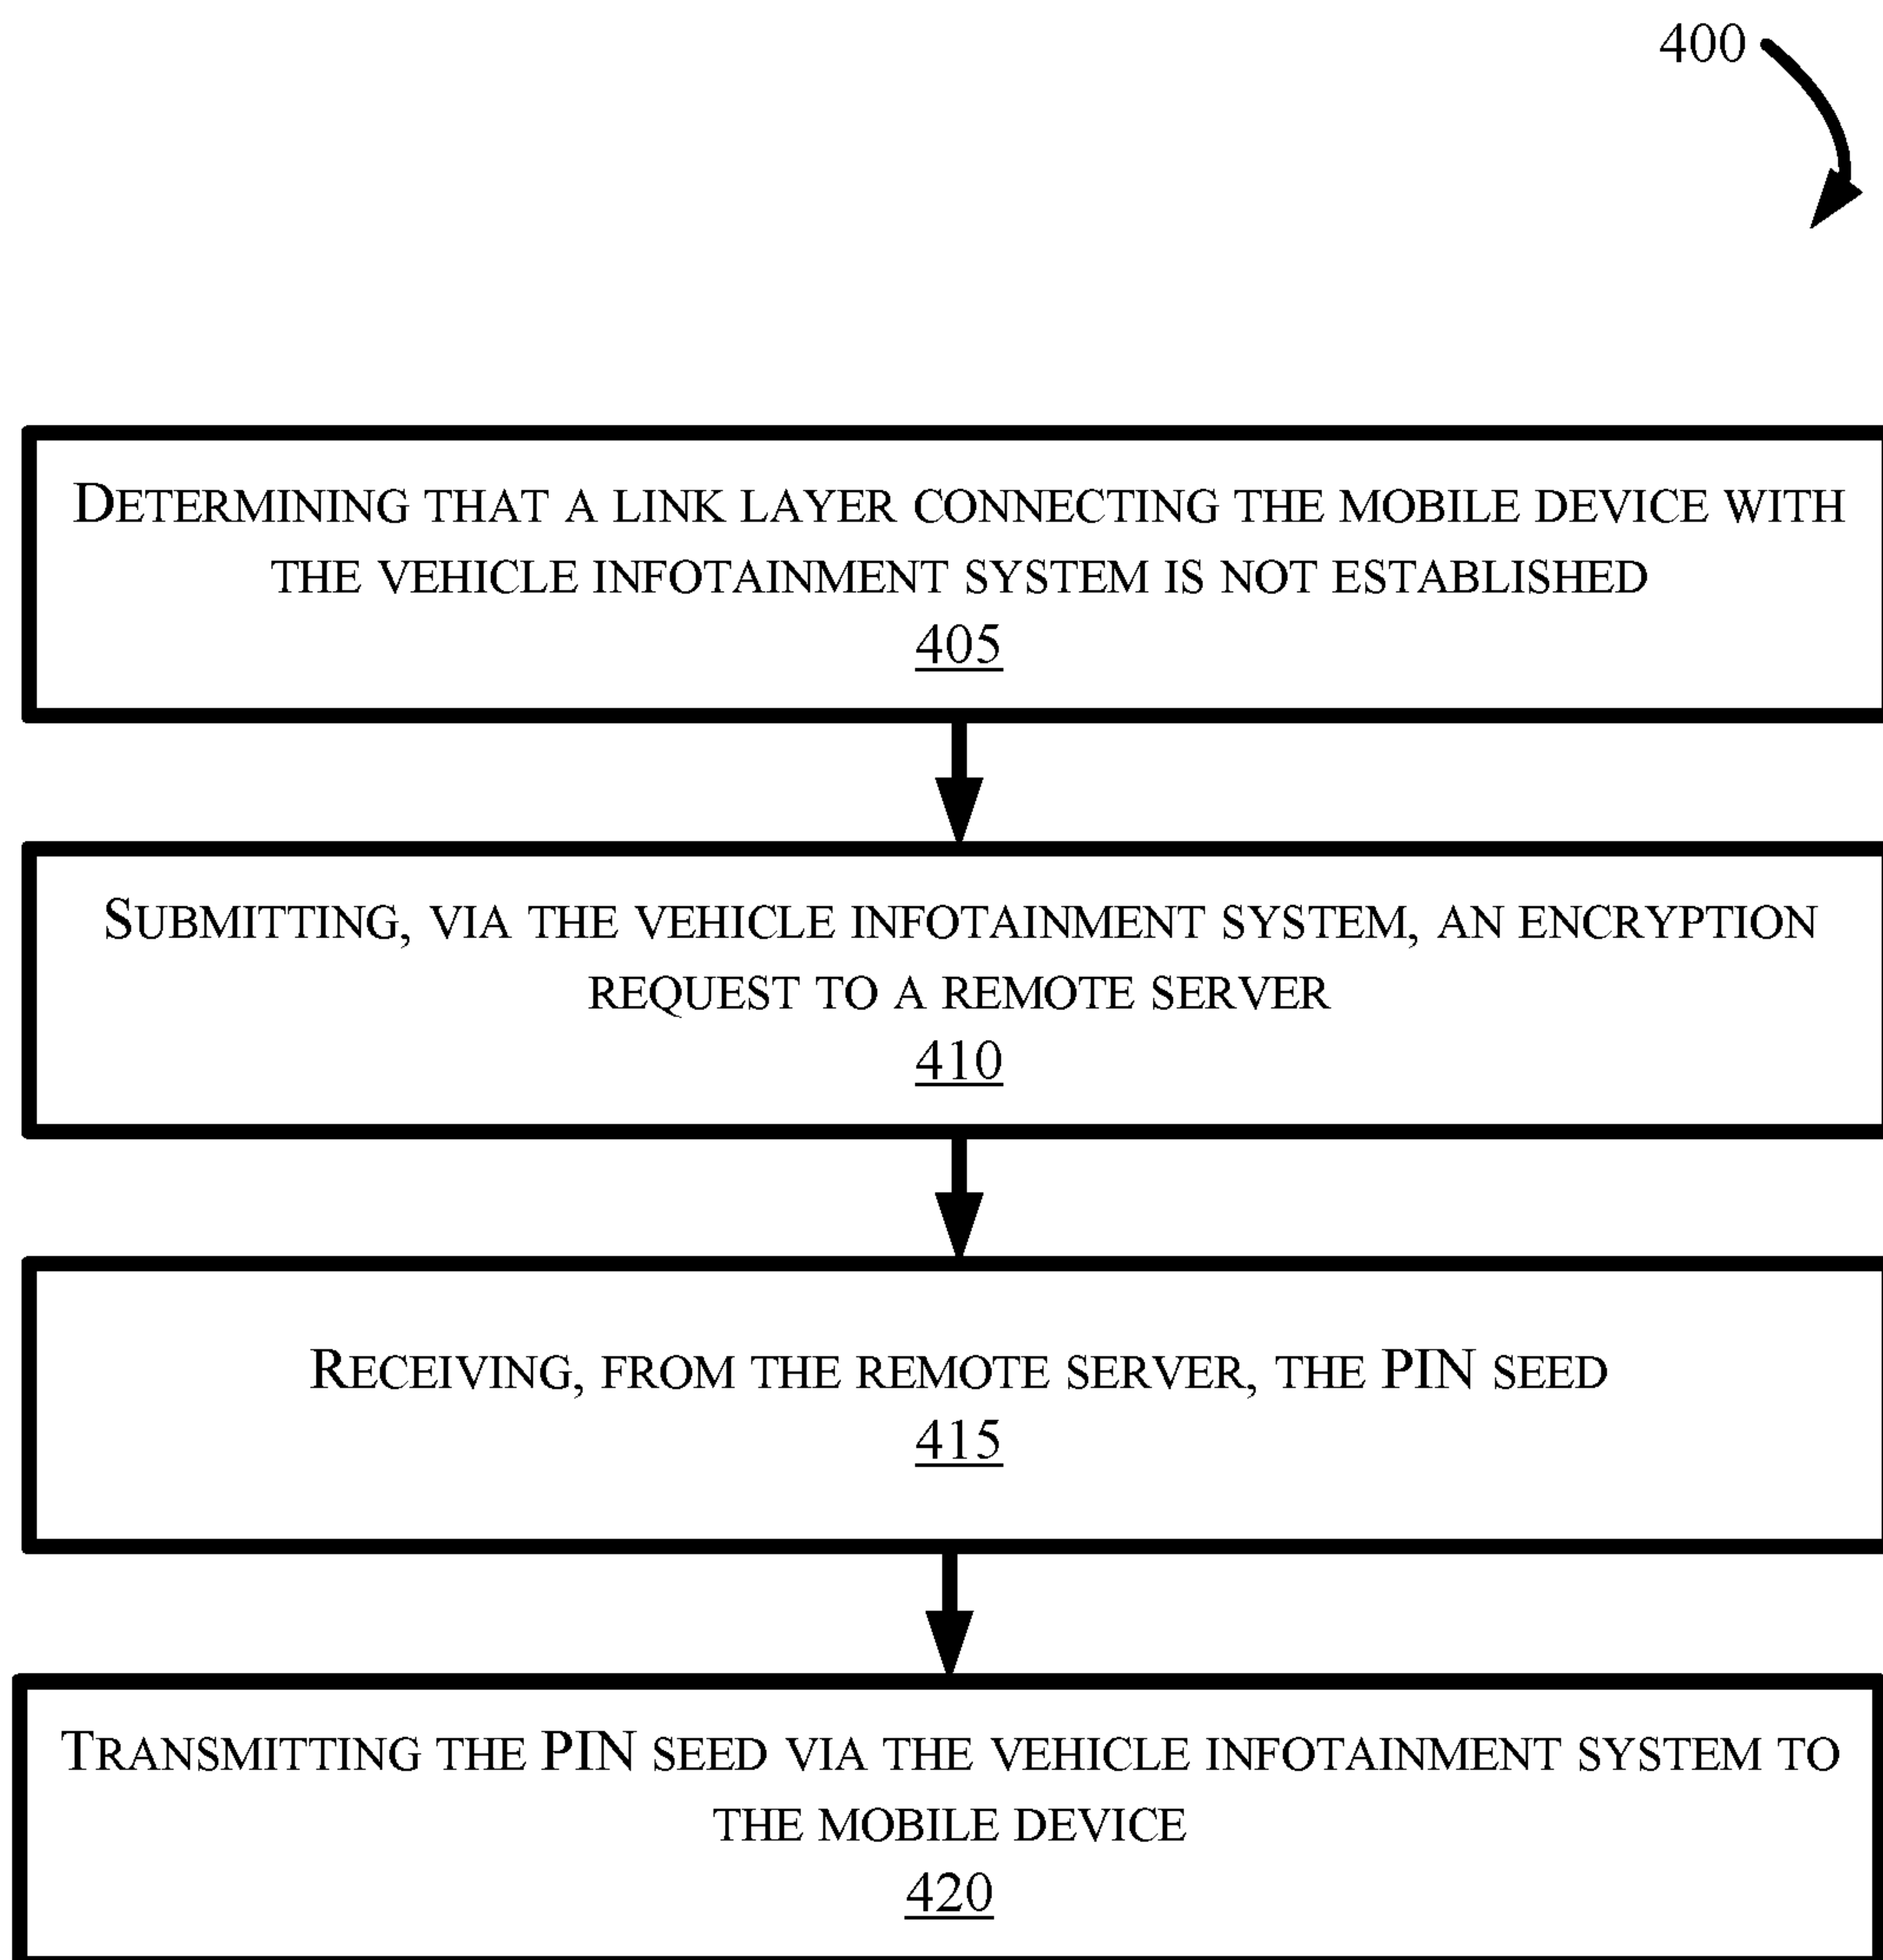 400
Determining that a link layer connecting the mobile device with
the vehicle infotainment system is not established
405
Submitting, via the vehicle infotainment system, an encryption
request to a remote server
410
Receiving, from the remote server, the PIN seed
415
Transmitting the PIN seed via the vehicle infotainment system to
the mobile device
420